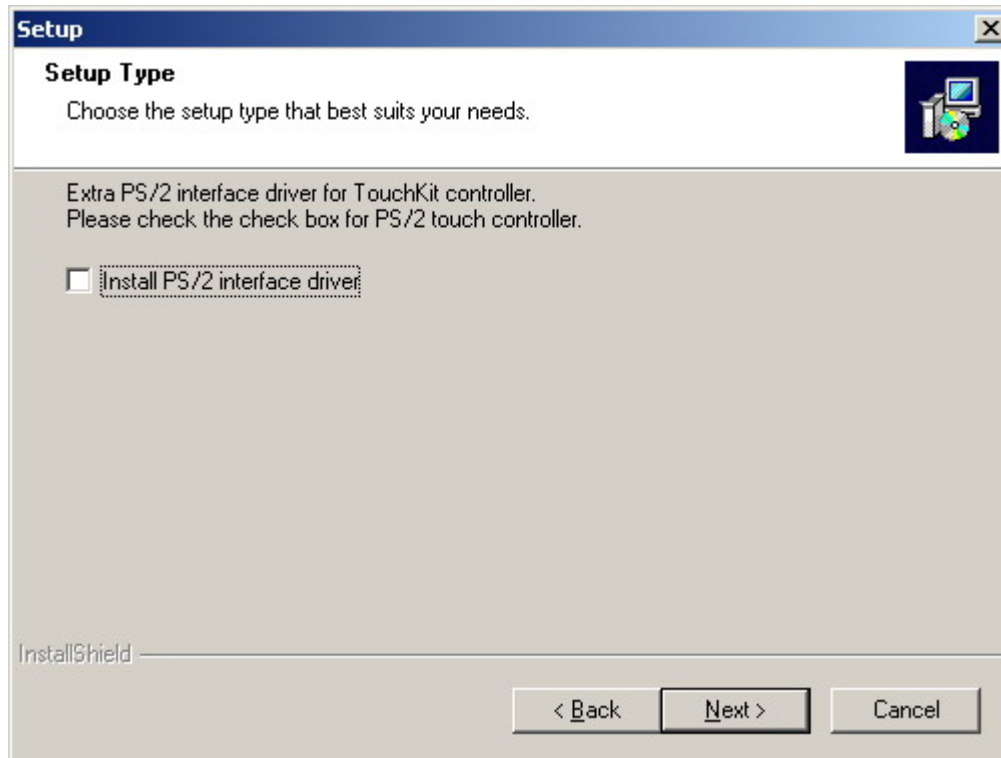 Setup
Setup Type
Choose the setup type that best suits your needs.
Extra PS/2 interface driver for TouchKit controller.
Please check the check box for PS/2 touch controller.
Install PS/2 interface driver
InstallShield
< Back
Next >
Cancel